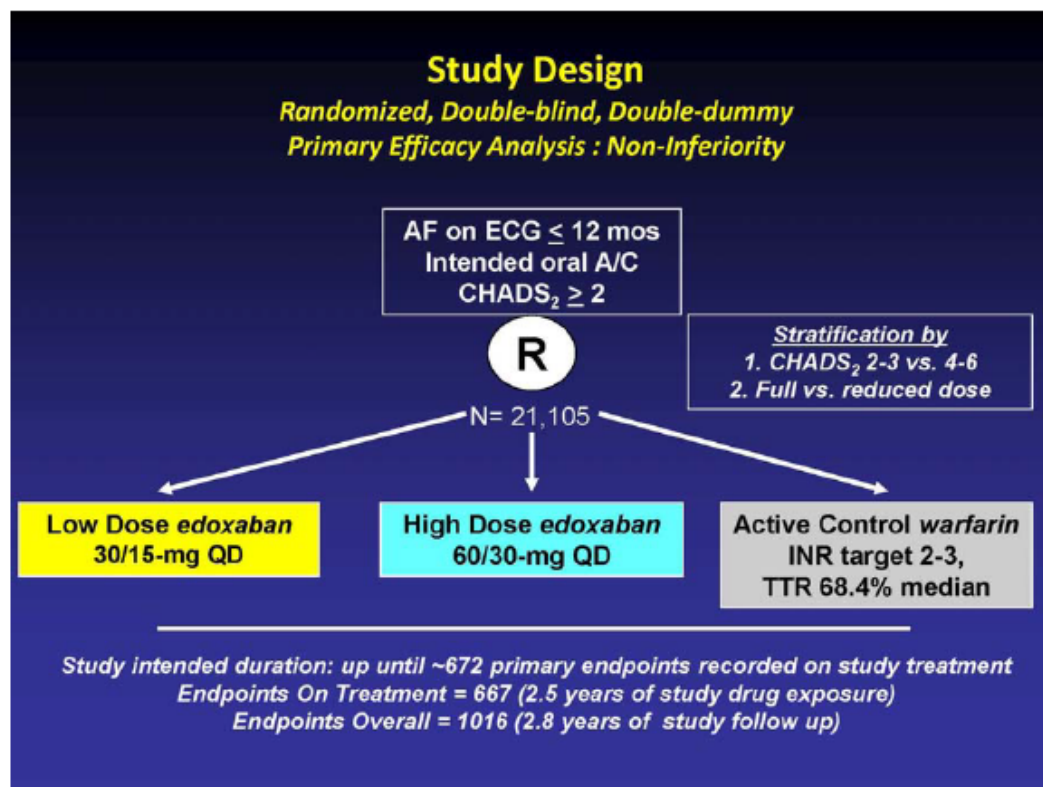 Study Design
Randomized, Double-blind, Double-dummy
Primary Efficacy Analysis : Non-Inferiority
AF on ECG ≤ 12 mos
Intended oral A/C
CHADS₂ ≥ 2
R
Stratification by
1. CHADS₂ 2-3 vs. 4-6
2. Full vs. reduced dose
N= 21,105
Low Dose edoxaban
30/15-mg QD
High Dose edoxaban
60/30-mg QD
Active Control warfarin
INR target 2-3,
TTR 68.4% median
Study intended duration: up until ~672 primary endpoints recorded on study treatment
Endpoints On Treatment = 667 (2.5 years of study drug exposure)
Endpoints Overall = 1016 (2.8 years of study follow up)